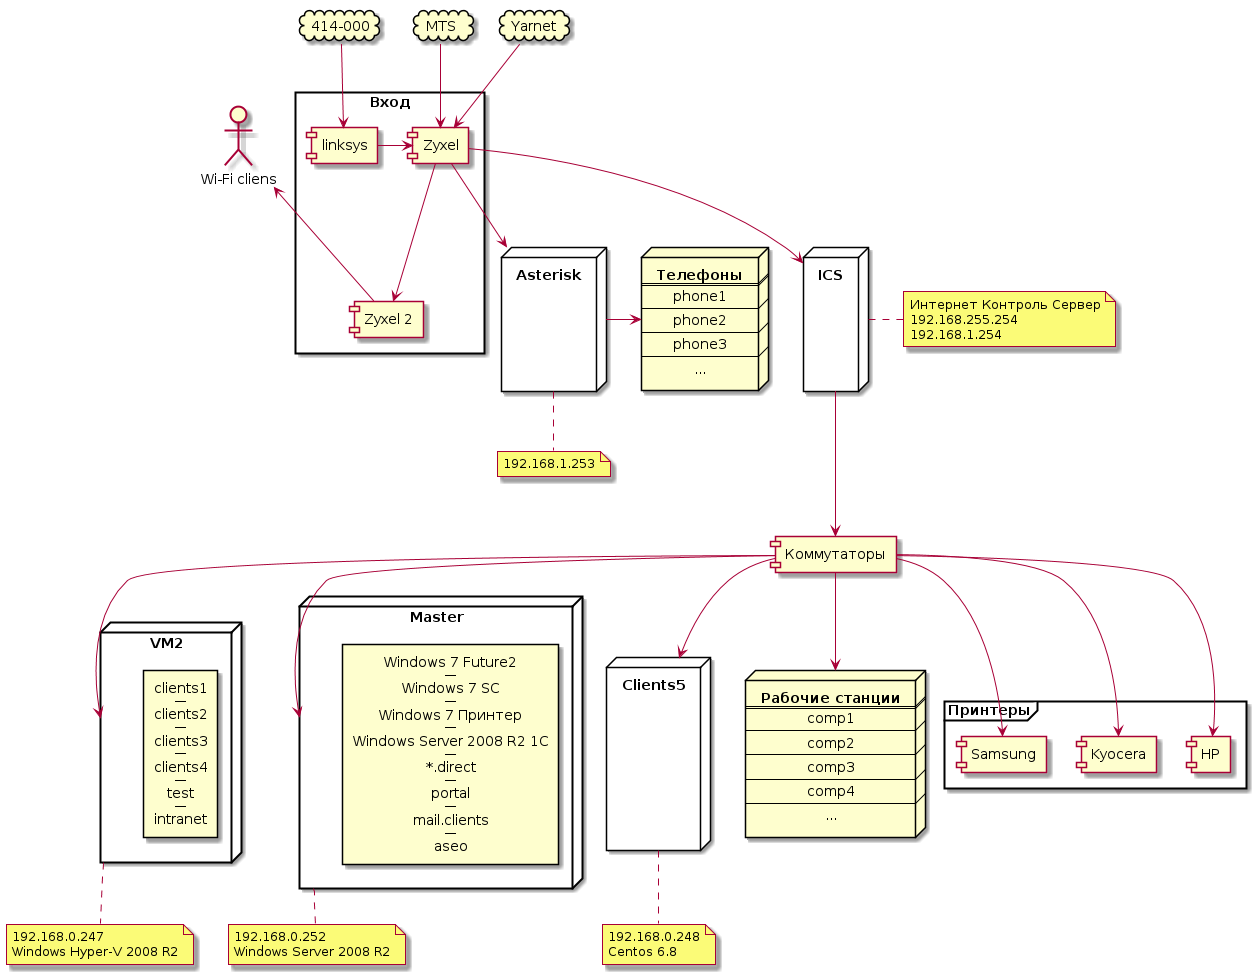 414-000
MTS
Yarnet
Вход
linksys
Zyxel
Wi-Fi cliens
Zyxel 2
Asterisk
Телефоны
phone1
phone2
phone3
...
ICS
Интернет Контроль Сервер
192.168.255.254
192.168.1.254
192.168.1.253
Коммутаторы
VM2
clients1
clients2
clients3
clients4
test
intranet
Master
Windows 7 Future2
Windows 7 SC
Windows 7 Принтер
Windows Server 2008 R2 1C
*.direct
portal
mail.clients
aseo
Clients5
Рабочие станции
comp1
comp2
comp3
comp4
...
Принтеры
Samsung
Kyocera
HP
192.168.0.247
Windows Hyper-V 2008 R2
192.168.0.252
Windows Server 2008 R2
192.168.0.248
Centos 6.8